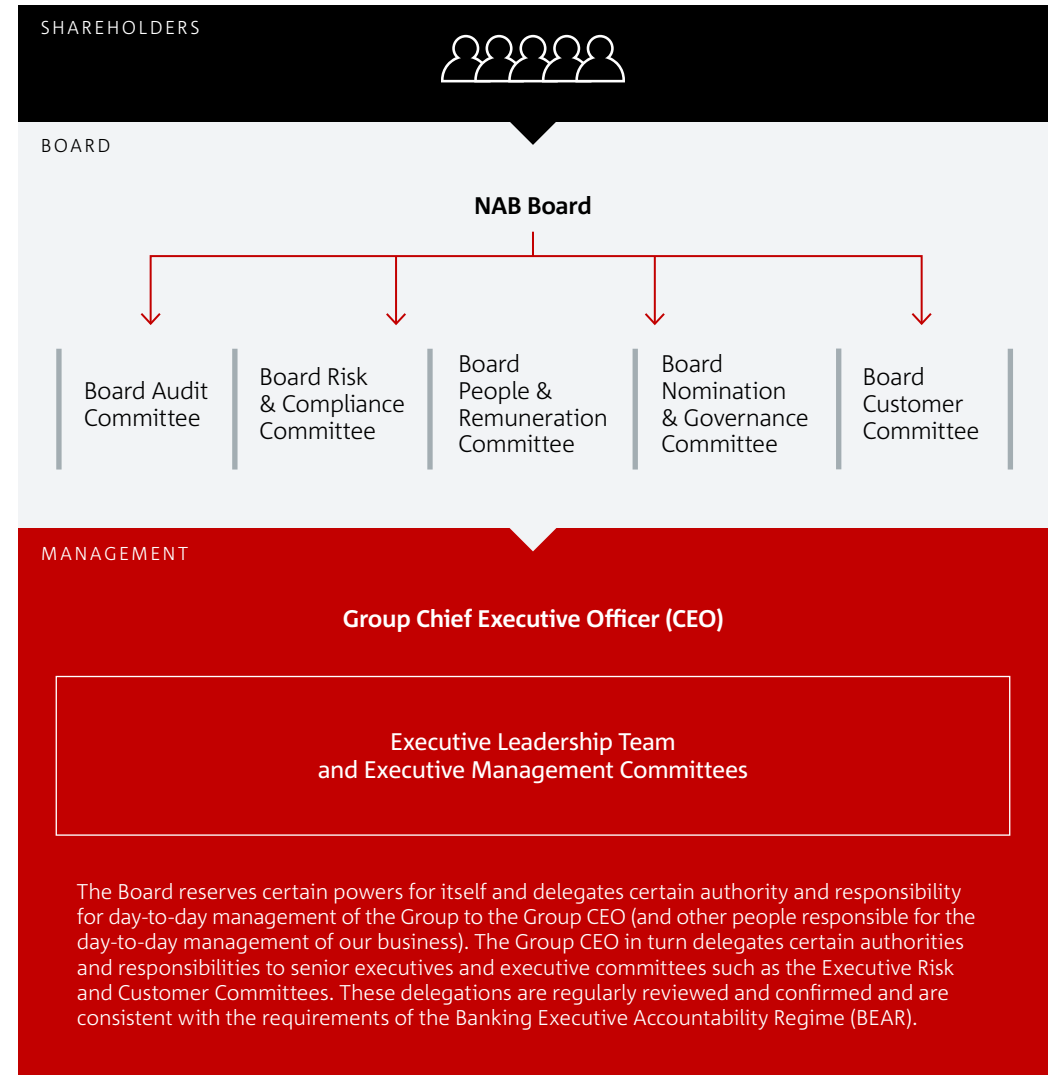 SHAREHOLDERS
BOARD
NAB Board
Board Audit
Committee
Board Risk
& Compliance
Committee
Board
People &
Remuneration
Committee
Board
Nomination
& Governance
Committee
Board
Customer
Committee
MANAGEMENT
Group Chief Executive Officer (CEO)
Executive Leadership Team
and Executive Management Committees
The Board reserves certain powers for itself and delegates certain authority and responsibility
for day-to-day management of the Group to the Group CEO (and other people responsible for the
day-to-day management of our business). The Group CEO in turn delegates certain authorities
and responsibilities to senior executives and executive committees such as the Executive Risk
and Customer Committees. These delegations are regularly reviewed and confirmed and are
consistent with the requirements of the Banking Executive Accountability Regime (BEAR).